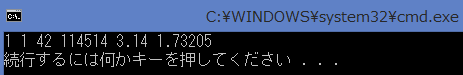 C:¥WINDOWS¥system32¥cmd.exe
1 1 42 114514 3.14 1.73205
続行するには何かキーを押してください . . .